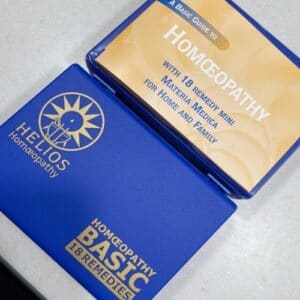 A BASIC GUIDE TO
HOMŒOPATHY
WITH 18 REMEDY MINI
MATERIA MEDICA
FOR HOME AND FAMILY
HELIOS
Homœopathy
HOMŒOPATHY
BASIC
18 REMEDIES